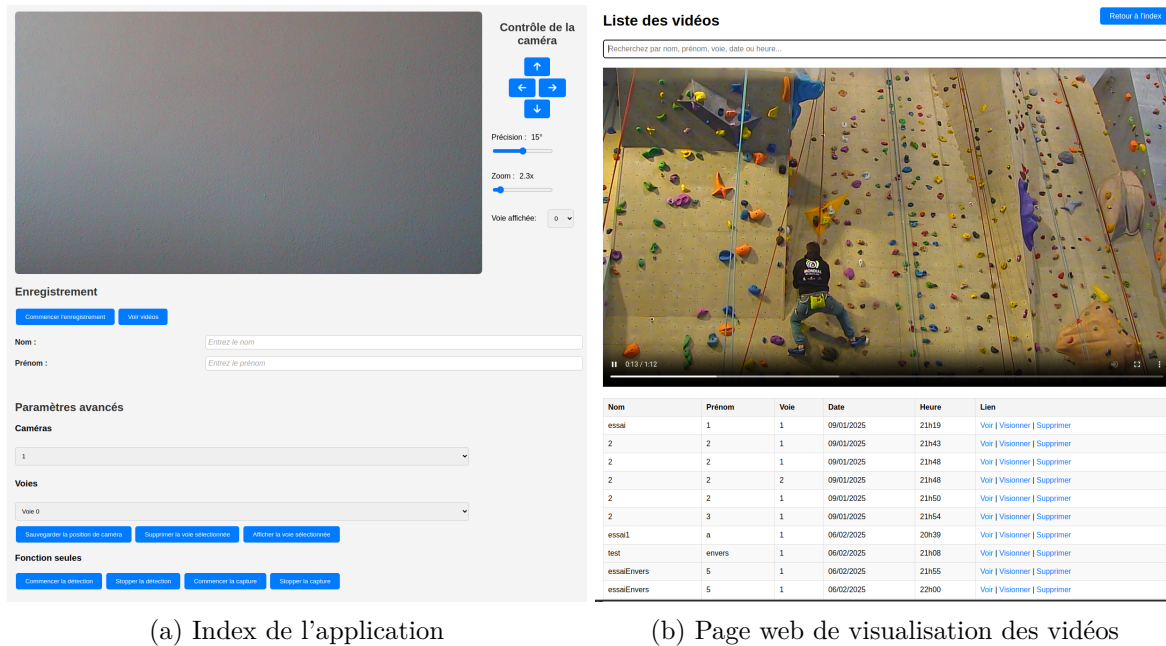 Contrôle de la
caméra
Précision : 15°
Zoom : 2.3x
Voie affichée: 0
Enregistrement
Commencer l'enregistrement Voir vidéos
Nom : Entrez le nom
Prénom : Entrez le prénom
Paramètres avancés
Caméras
1
Voies
Voie 0
Sauvegarder la position de caméra Supprimer la voie sélectionnée Afficher la voie sélectionnée
Fonction seules
Commencer la détection Stopper la détection Commencer la capture Stopper la capture
(a) Index de l'application
Liste des vidéos
Retour à l'index
Recherchez par nom, prénom, voie, date ou heure...
MONDIAL
0:13 / 1:12
Nom Prénom Voie Date Heure Lien
essai 1 1 09/01/2025 21h19 Voir | Visionner | Supprimer
2 2 1 09/01/2025 21h43 Voir | Visionner | Supprimer
2 2 1 09/01/2025 21h48 Voir | Visionner | Supprimer
2 2 2 09/01/2025 21h48 Voir | Visionner | Supprimer
2 2 1 09/01/2025 21h50 Voir | Visionner | Supprimer
2 3 1 09/01/2025 21h54 Voir | Visionner | Supprimer
essai1 a 1 06/02/2025 20h39 Voir | Visionner | Supprimer
test envers 1 06/02/2025 21h08 Voir | Visionner | Supprimer
essaiEnvers 5 1 06/02/2025 21h55 Voir | Visionner | Supprimer
essaiEnvers 5 1 06/02/2025 22h00 Voir | Visionner | Supprimer
(b) Page web de visualisation des vidéos